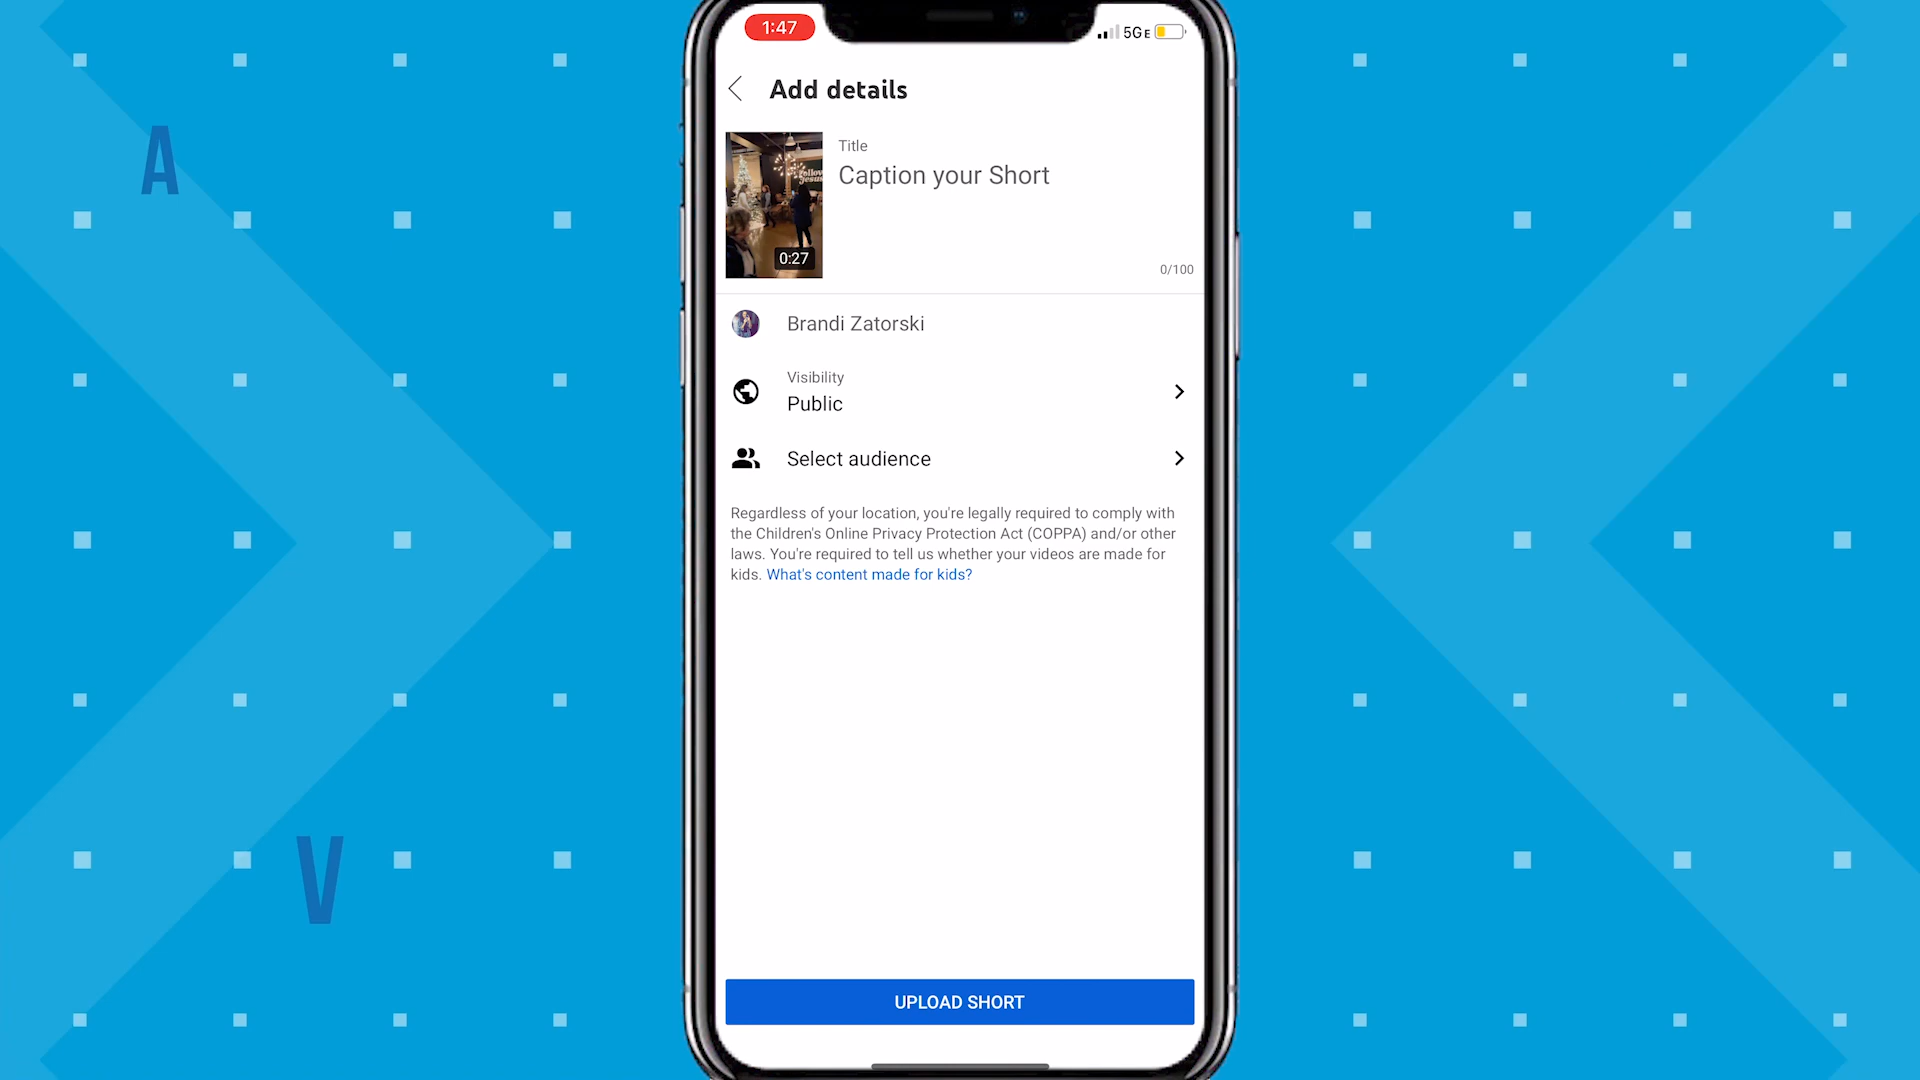 1:47
5GE
Add details
Title
Caption your Short
Follow
Jesus
0:27
0/100
Brandi Zatorski
Visibility
Public
Select audience
Regardless of your location, you're legally required to comply with
the Children's Online Privacy Protection Act (COPPA) and/or other
laws. You're required to tell us whether your videos are made for
kids. What's content made for kids?
UPLOAD SHORT
A
V